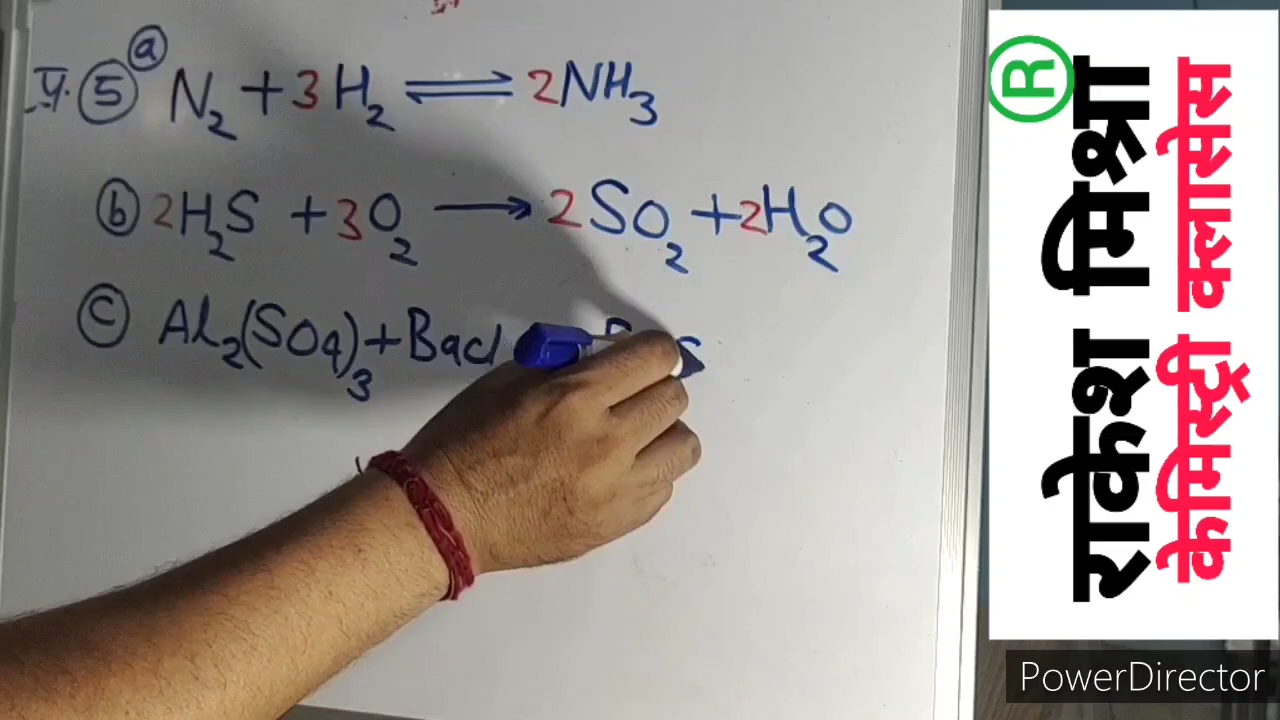 प्र. 5 a N₂ + 3H₂ ⇌ 2NH₃
b 2H₂S + 3O₂ → 2SO₂ + 2H₂O
c Al₂(SO₄)₃ + Bacl
राकेश मिश्रा ®
केमिस्ट्री क्लासेस
PowerDirector